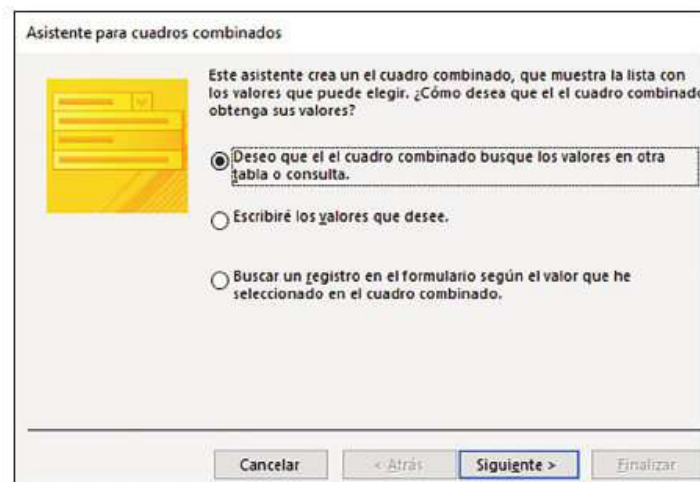 Asistente para cuadros combinados
Este asistente crea un el cuadro combinado, que muestra la lista con
los valores que puede elegir. ¿Cómo desea que el el cuadro combinado
obtenga sus valores?
Deseo que el el cuadro combinado busque los valores en otra
tabla o consulta.
Escribiré los valores que desee.
Buscar un registro en el formulario según el valor que he
seleccionado en el cuadro combinado.
Cancelar < Atrás Siguiente > Finalizar